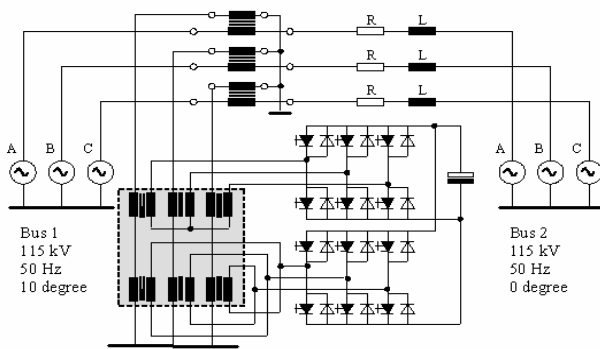 R L
R L
R L
A B C
A B C
Bus 1
115 kV
50 Hz
10 degree
Bus 2
115 kV
50 Hz
0 degree